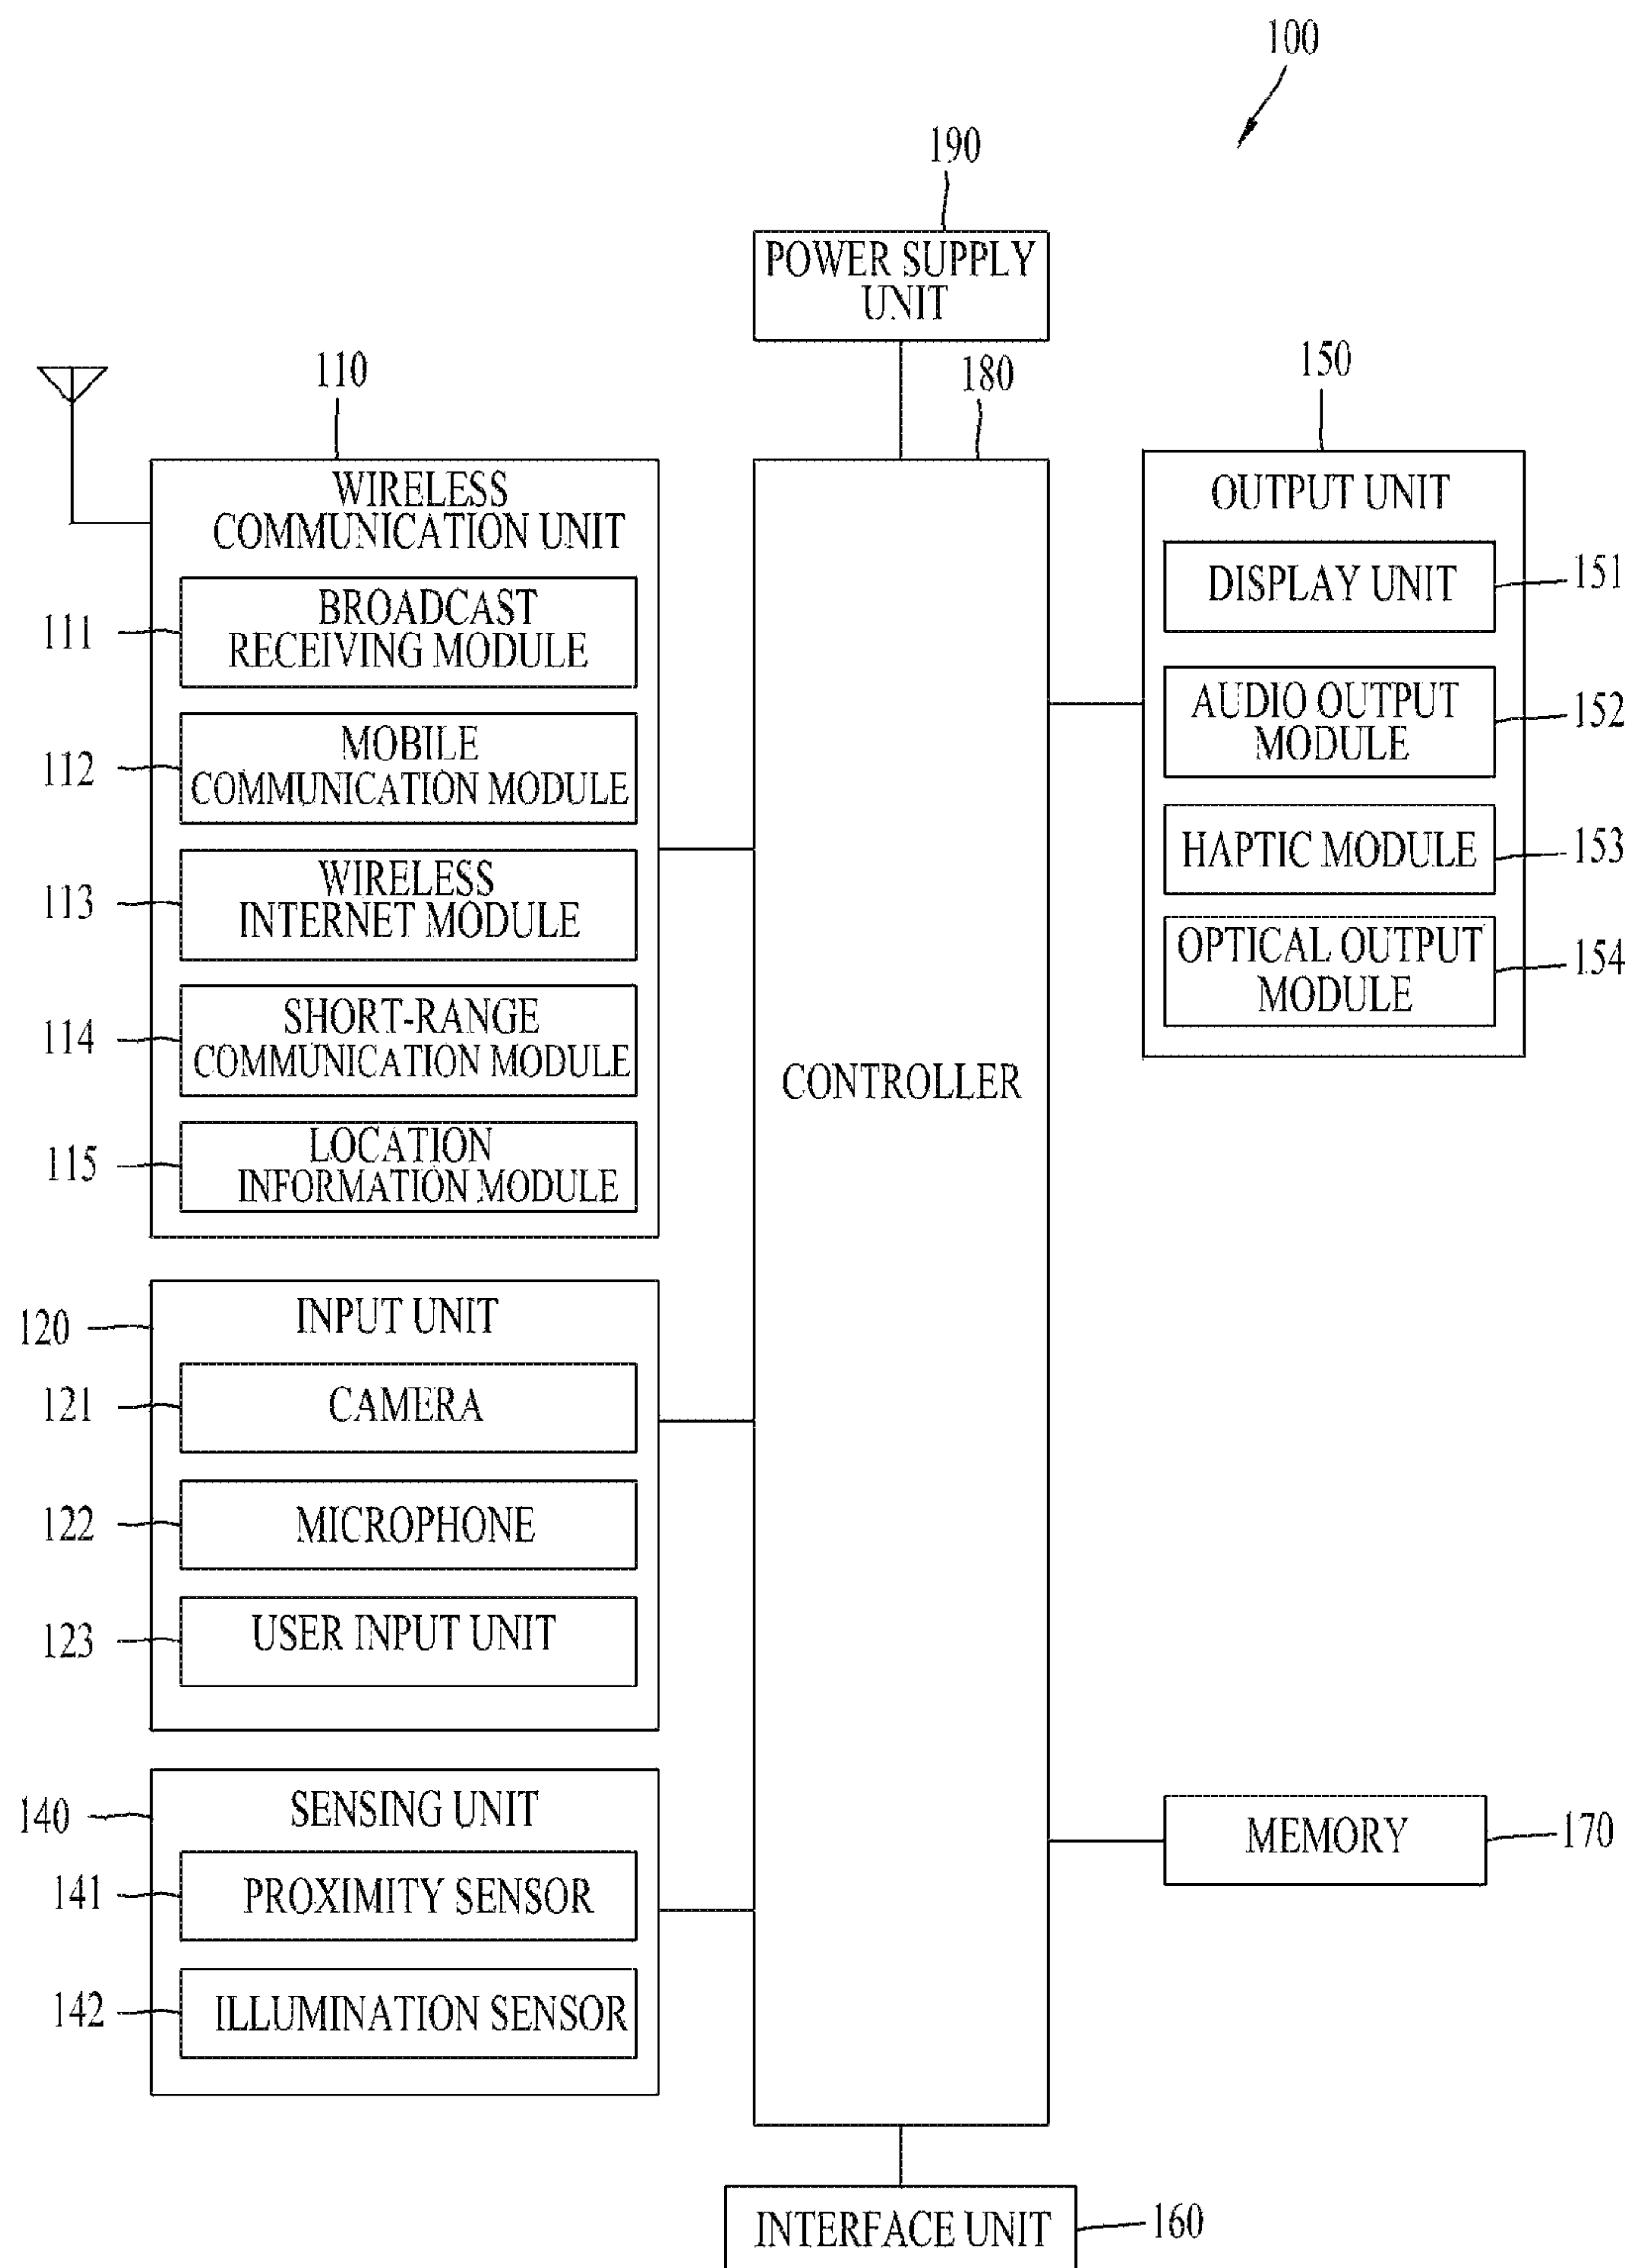 100
190
POWER SUPPLY
UNIT
110
180
150
WIRELESS
COMMUNICATION UNIT
111
BROADCAST
RECEIVING MODULE
112
MOBILE
COMMUNICATION MODULE
113
WIRELESS
INTERNET MODULE
114
SHORT-RANGE
COMMUNICATION MODULE
115
LOCATION
INFORMATION MODULE
120
INPUT UNIT
121
CAMERA
122
MICROPHONE
123
USER INPUT UNIT
140
SENSING UNIT
141
PROXIMITY SENSOR
142
ILLUMINATION SENSOR
CONTROLLER
OUTPUT UNIT
DISPLAY UNIT
151
AUDIO OUTPUT
MODULE
152
HAPTIC MODULE
153
OPTICAL OUTPUT
MODULE
154
MEMORY
170
INTERFACE UNIT
160